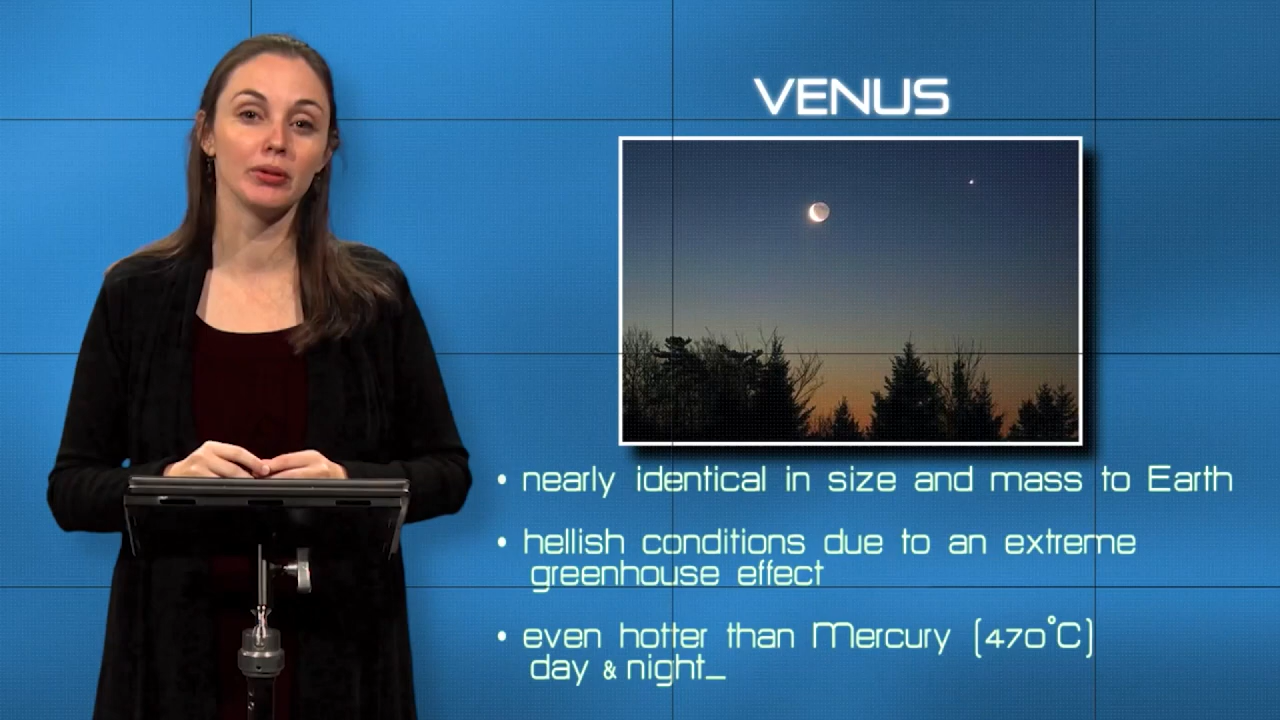 VENUS
• nearly identical in size and mass to Earth
• hellish conditions due to an extreme
greenhouse effect
• even hotter than Mercury (470°C)
day & night_